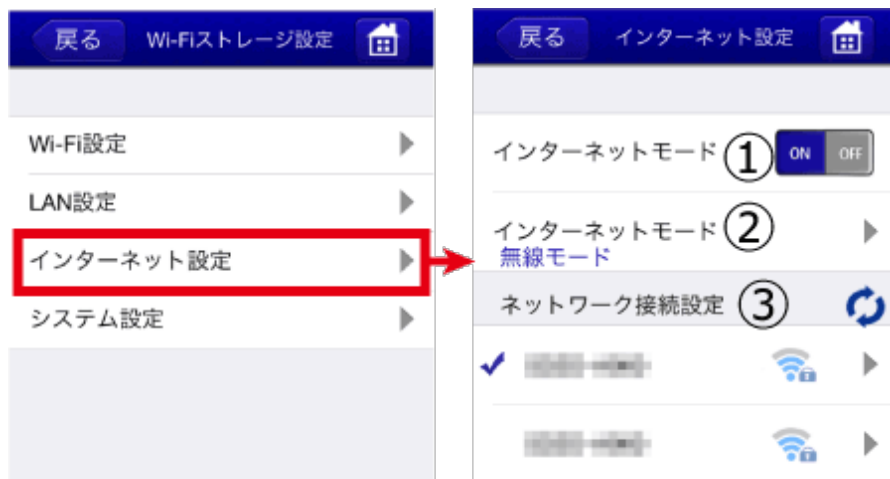 戻る Wi-Fiストレージ設定
Wi-Fi設定
LAN設定
インターネット設定
システム設定
戻る インターネット設定
インターネットモード ① ON OFF
インターネットモード ②
無線モード
ネットワーク接続設定 ③